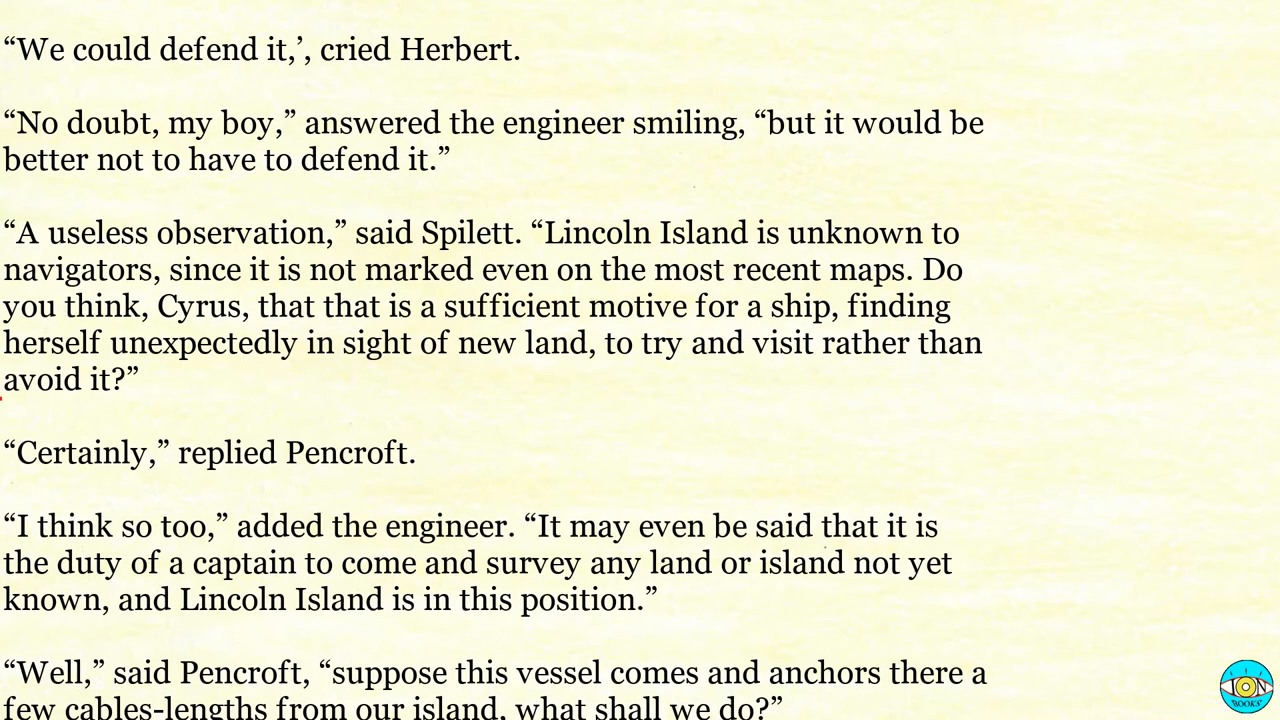 “We could defend it,’, cried Herbert.
“No doubt, my boy,” answered the engineer smiling, “but it would be
better not to have to defend it.”
“A useless observation,” said Spilett. “Lincoln Island is unknown to
navigators, since it is not marked even on the most recent maps. Do
you think, Cyrus, that that is a sufficient motive for a ship, finding
herself unexpectedly in sight of new land, to try and visit rather than
avoid it?”
“Certainly,” replied Pencroft.
“I think so too,” added the engineer. “It may even be said that it is
the duty of a captain to come and survey any land or island not yet
known, and Lincoln Island is in this position.”
“Well,” said Pencroft, “suppose this vessel comes and anchors there a
few cables-lengths from our island, what shall we do?”
ION
BOOKS